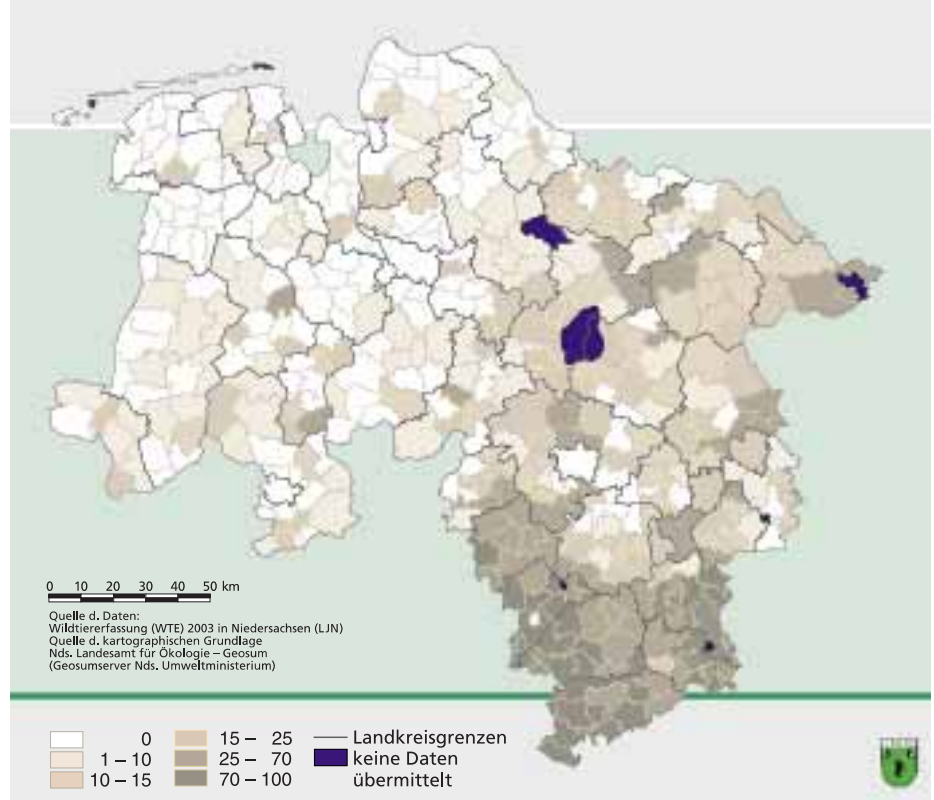 0 10 20 30 40 50 km
Quelle d. Daten:
Wildtiererfassung (WTE) 2003 in Niedersachsen (LJN)
Quelle d. kartographischen Grundlage
Nds. Landesamt für Ökologie – Geosum
(Geosumserver Nds. Umweltministerium)
0
1 – 10
10 – 15
15 – 25
25 – 70
70 – 100
Landkreisgrenzen
keine Daten
übermittelt